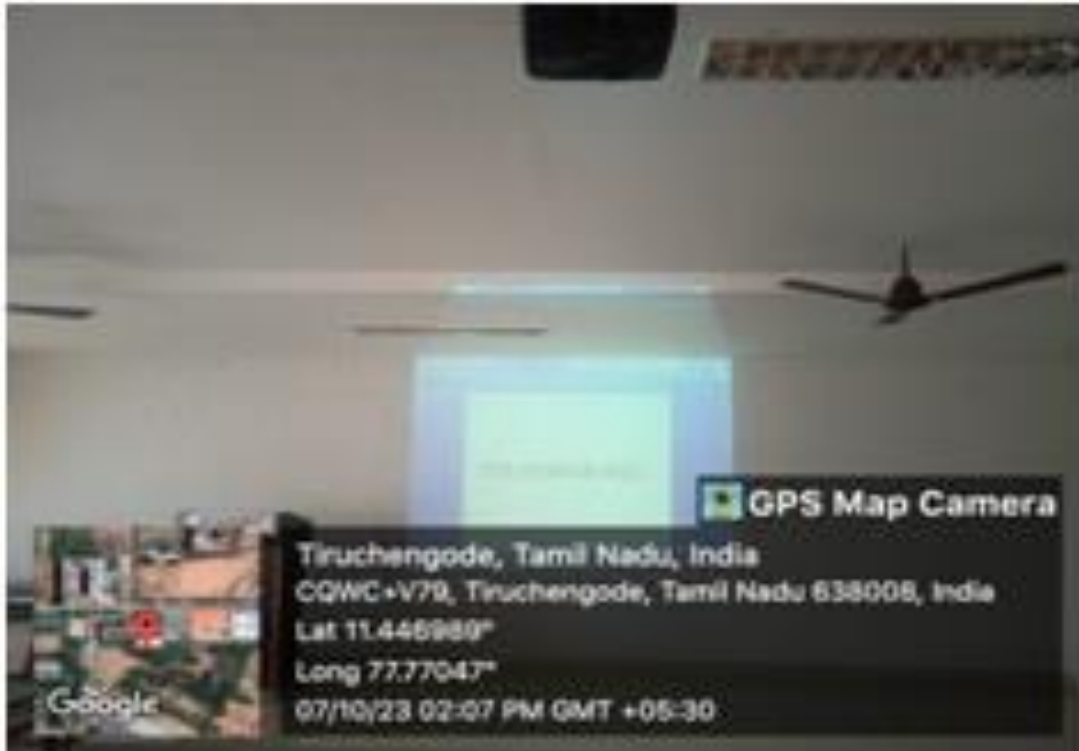 GPS Map Camera
Tiruchengode, Tamil Nadu, India
CQWC+V79, Tiruchengode, Tamil Nadu 638008, India
Lat 11.446989°
Long 77.77047°
07/10/23 02:07 PM GMT +05:30
Google